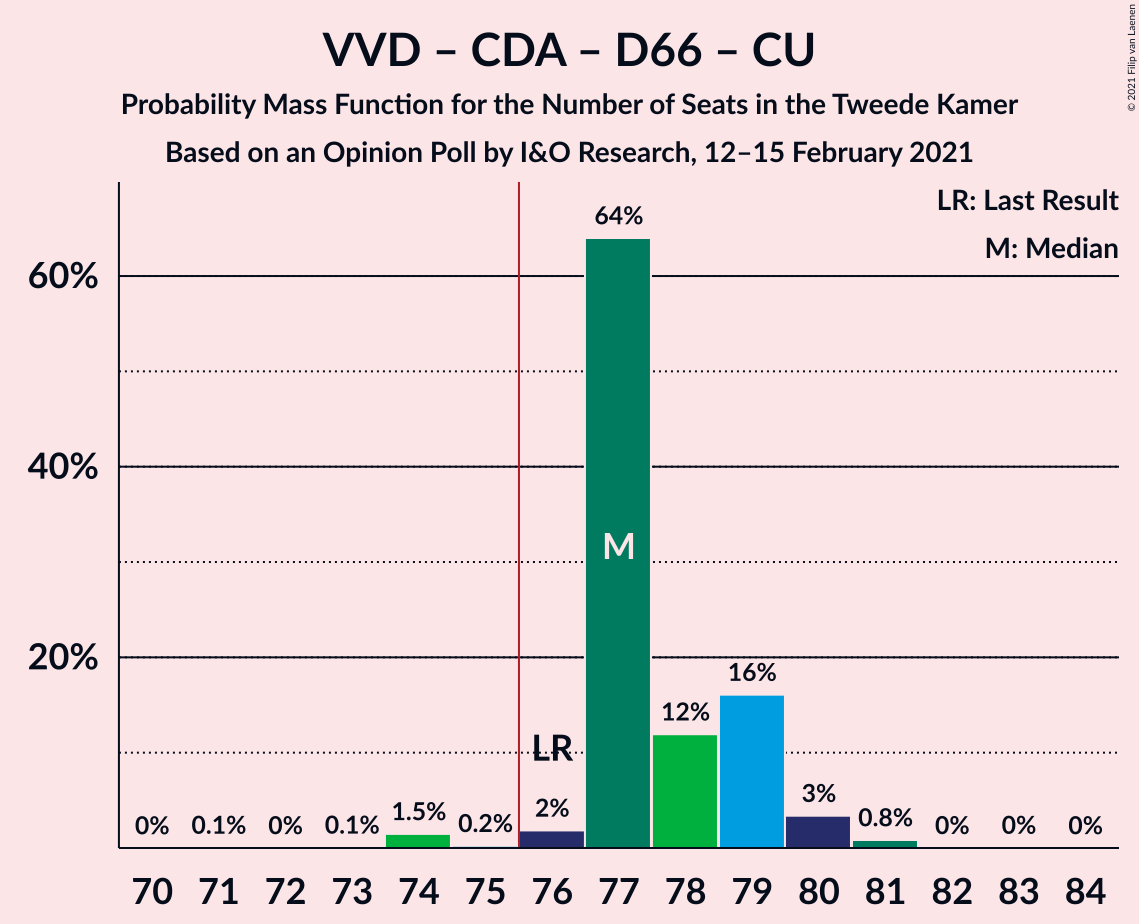 VVD – CDA – D66 – CU
Probability Mass Function for the Number of Seats in the Tweede Kamer
Based on an Opinion Poll by I&O Research, 12–15 February 2021
© 2021 Filip van Laenen
LR: Last Result
M: Median
64%
60%
40%
M
20%
16%
12%
LR
3%
2%
1.5%
0.8%
0% 0.1% 0% 0.1% 0.2% 0% 0% 0%
70 71 72 73 74 75 76 77 78 79 80 81 82 83 84